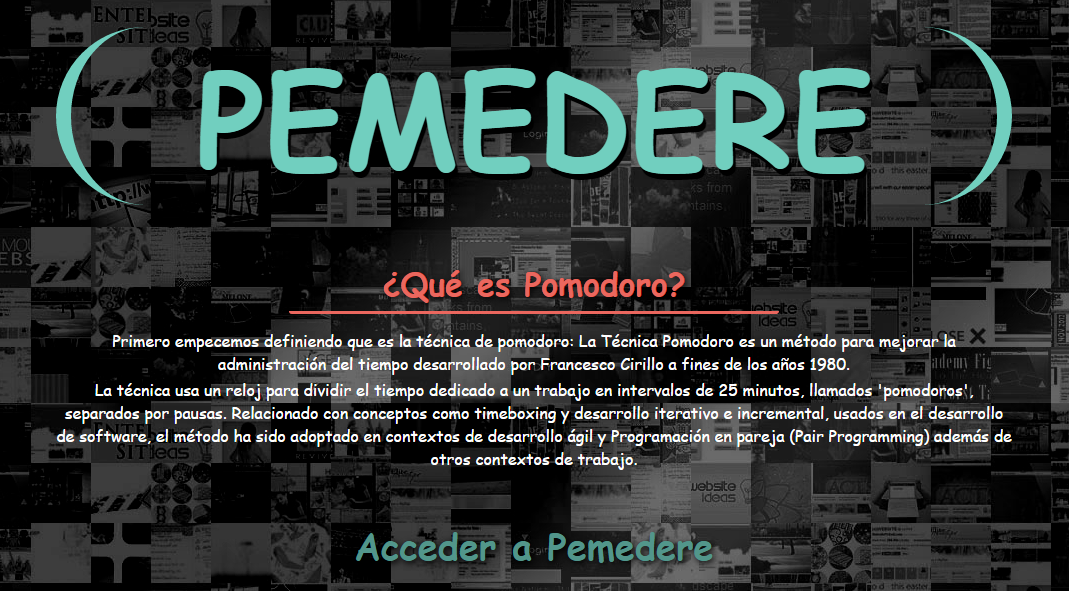 PEMEDERE
¿Qué es Pomodoro?
Primero empecemos definiendo que es la técnica de pomodoro: La Técnica Pomodoro es un método para mejorar la
administración del tiempo desarrollado por Francesco Cirillo a fines de los años 1980.
La técnica usa un reloj para dividir el tiempo dedicado a un trabajo en intervalos de 25 minutos, llamados 'pomodoros',
separados por pausas. Relacionado con conceptos como timeboxing y desarrollo iterativo e incremental, usados en el desarrollo
de software, el método ha sido adoptado en contextos de desarrollo ágil y Programación en pareja (Pair Programming) además de
otros contextos de trabajo.
Acceder a Pemedere